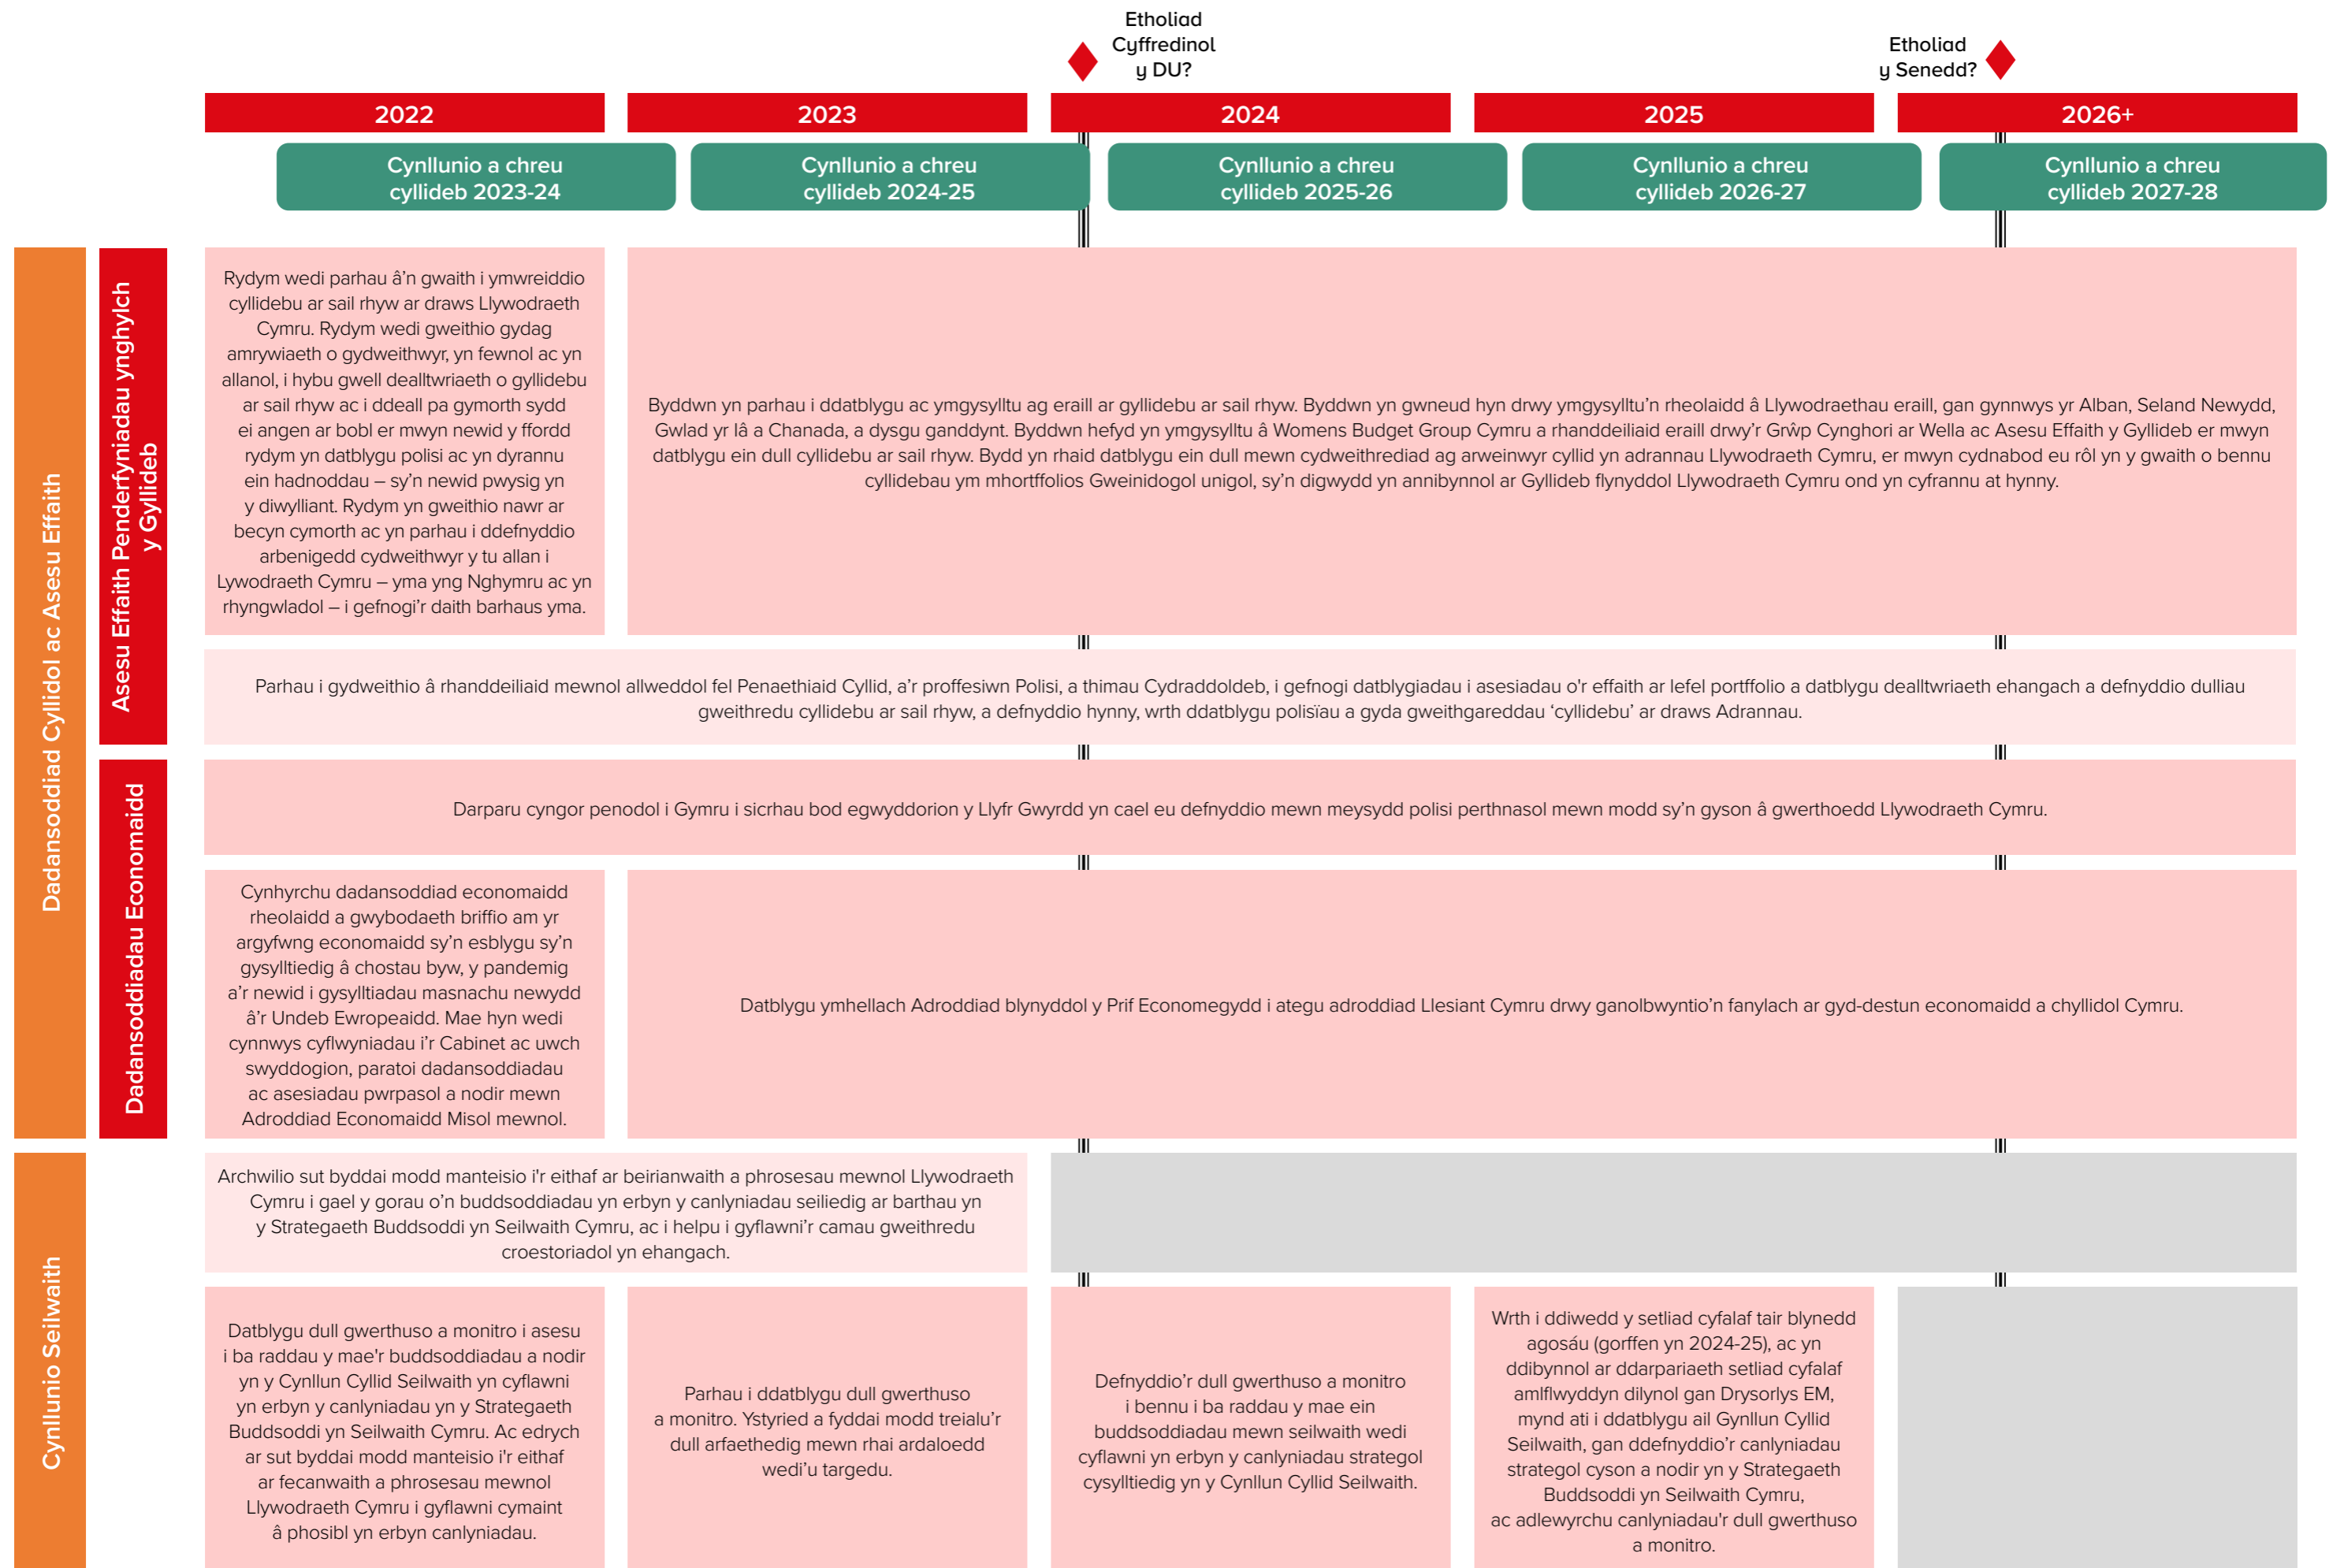 Etholiad
Cyffredinol
y DU?
Etholiad
y Senedd?
2022
2023
2024
2025
2026+
Cynllunio a chreu
cyllideb 2023-24
Cynllunio a chreu
cyllideb 2024-25
Cynllunio a chreu
cyllideb 2025-26
Cynllunio a chreu
cyllideb 2026-27
Cynllunio a chreu
cyllideb 2027-28
Dadansoddiad Cyllidol ac Asesu Effaith
Asesu Effaith Penderfyniadau ynghylch
y Gyllideb
Rydym wedi parhau â’n gwaith i ymwreiddio
cyllidebu ar sail rhyw ar draws Llywodraeth
Cymru. Rydym wedi gweithio gydag
amrywiaeth o gydweithwyr, yn fewnol ac yn
allanol, i hybu gwell dealltwriaeth o gyllidebu
ar sail rhyw ac i ddeall pa gymorth sydd
ei angen ar bobl er mwyn newid y ffordd
rydym yn datblygu polisi ac yn dyrannu
ein hadnoddau – sy’n newid pwysig yn
y diwylliant. Rydym yn gweithio nawr ar
becyn cymorth ac yn parhau i ddefnyddio
arbenigedd cydweithwyr y tu allan i
Lywodraeth Cymru – yma yng Nghymru ac yn
rhyngwladol – i gefnogi’r daith barhaus yma.
Byddwn yn parhau i ddatblygu ac ymgysylltu ag eraill ar gyllidebu ar sail rhyw. Byddwn yn gwneud hyn drwy ymgysylltu’n rheolaidd â Llywodraethau eraill, gan gynnwys yr Alban, Seland Newydd,
Gwlad yr Iâ a Chanada, a dysgu ganddynt. Byddwn hefyd yn ymgysylltu â Womens Budget Group Cymru a rhanddeiliaid eraill drwy’r Grŵp Cynghori ar Wella ac Asesu Effaith y Gyllideb er mwyn
datblygu ein dull cyllidebu ar sail rhyw. Bydd yn rhaid datblygu ein dull mewn cydweithrediad ag arweinwyr cyllid yn adrannau Llywodraeth Cymru, er mwyn cydnabod eu rôl yn y gwaith o bennu
cyllidebau ym mhortffolios Gweinidogol unigol, sy’n digwydd yn annibynnol ar Gyllideb flynyddol Llywodraeth Cymru ond yn cyfrannu at hynny.
Parhau i gydweithio â rhanddeiliaid mewnol allweddol fel Penaethiaid Cyllid, a’r proffesiwn Polisi, a thimau Cydraddoldeb, i gefnogi datblygiadau i asesiadau o'r effaith ar lefel portffolio a datblygu dealltwriaeth ehangach a defnyddio dulliau
gweithredu cyllidebu ar sail rhyw, a defnyddio hynny, wrth ddatblygu polisïau a gyda gweithgareddau ‘cyllidebu’ ar draws Adrannau.
Dadansoddiadau Economaidd
Darparu cyngor penodol i Gymru i sicrhau bod egwyddorion y Llyfr Gwyrdd yn cael eu defnyddio mewn meysydd polisi perthnasol mewn modd sy’n gyson â gwerthoedd Llywodraeth Cymru.
Cynhyrchu dadansoddiad economaidd
rheolaidd a gwybodaeth briffio am yr
argyfwng economaidd sy’n esblygu sy’n
gysylltiedig â chostau byw, y pandemig
a’r newid i gysylltiadau masnachu newydd
â’r Undeb Ewropeaidd. Mae hyn wedi
cynnwys cyflwyniadau i’r Cabinet ac uwch
swyddogion, paratoi dadansoddiadau
ac asesiadau pwrpasol a nodir mewn
Adroddiad Economaidd Misol mewnol.
Datblygu ymhellach Adroddiad blynyddol y Prif Economegydd i ategu adroddiad Llesiant Cymru drwy ganolbwyntio’n fanylach ar gyd-destun economaidd a chyllidol Cymru.
Cynllunio Seilwaith
Archwilio sut byddai modd manteisio i'r eithaf ar beirianwaith a phrosesau mewnol Llywodraeth
Cymru i gael y gorau o’n buddsoddiadau yn erbyn y canlyniadau seiliedig ar barthau yn
y Strategaeth Buddsoddi yn Seilwaith Cymru, ac i helpu i gyflawni’r camau gweithredu
croestoriadol yn ehangach.
Datblygu dull gwerthuso a monitro i asesu
i ba raddau y mae'r buddsoddiadau a nodir
yn y Cynllun Cyllid Seilwaith yn cyflawni
yn erbyn y canlyniadau yn y Strategaeth
Buddsoddi yn Seilwaith Cymru. Ac edrych
ar sut byddai modd manteisio i'r eithaf
ar fecanwaith a phrosesau mewnol
Llywodraeth Cymru i gyflawni cymaint
â phosibl yn erbyn canlyniadau.
Parhau i ddatblygu dull gwerthuso
a monitro. Ystyried a fyddai modd treialu’r
dull arfaethedig mewn rhai ardaloedd
wedi’u targedu.
Defnyddio’r dull gwerthuso a monitro
i bennu i ba raddau y mae ein
buddsoddiadau mewn seilwaith wedi
cyflawni yn erbyn y canlyniadau strategol
cysylltiedig yn y Cynllun Cyllid Seilwaith.
Wrth i ddiwedd y setliad cyfalaf tair blynedd
agosáu (gorffen yn 2024-25), ac yn
ddibynnol ar ddarpariaeth setliad cyfalaf
amlflwyddyn dilynol gan Drysorlys EM,
mynd ati i ddatblygu ail Gynllun Cyllid
Seilwaith, gan ddefnyddio’r canlyniadau
strategol cyson a nodir yn y Strategaeth
Buddsoddi yn Seilwaith Cymru,
ac adlewyrchu canlyniadau'r dull gwerthuso
a monitro.